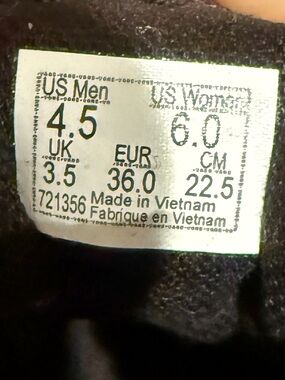 US Men US Women
4.5 6.0
UK EUR CM
3.5 36.0 22.5
721356 Made in Vietnam
Fabrique en Vietnam